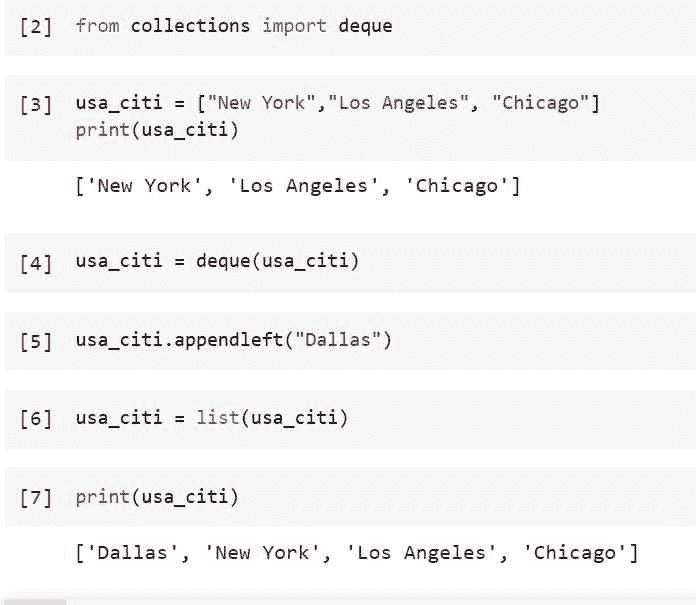 [2] from collections import deque
[3] usa_citi = ["New York","Los Angeles", "Chicago"]
print(usa_citi)
['New York', 'Los Angeles', 'Chicago']
[4] usa_citi = deque(usa_citi)
[5] usa_citi.appendleft("Dallas")
[6] usa_citi = list(usa_citi)
[7] print(usa_citi)
['Dallas', 'New York', 'Los Angeles', 'Chicago']